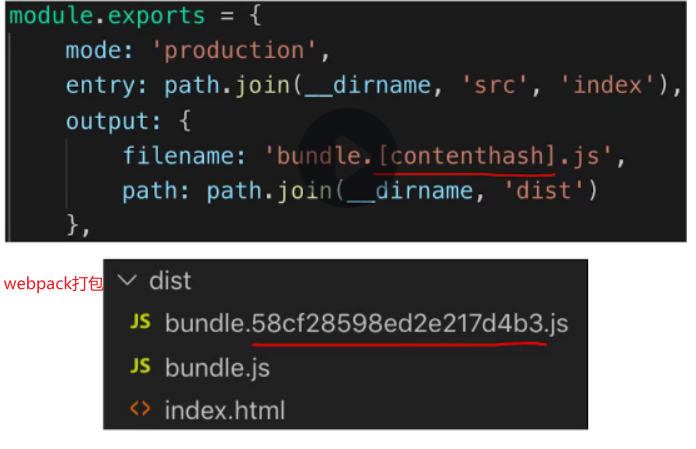 module.exports = {
mode: 'production',
entry: path.join(__dirname, 'src', 'index'),
output: {
filename: 'bundle.[contenthash].js',
path: path.join(__dirname, 'dist')
},
webpack打包
dist
JS bundle.58cf28598ed2e217d4b3.js
JS bundle.js
<> index.html